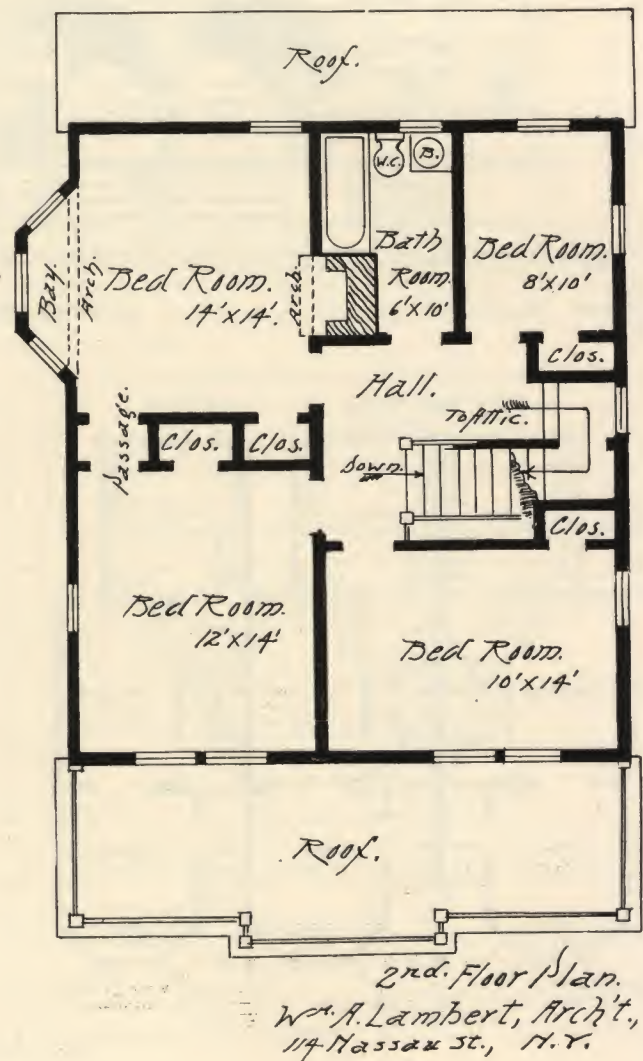 Roof.
W.C.
B.
Bath
Room.
6'X10'
Bed Room.
8'X10'
Bay
Arch.
Bed Room.
14'X14'.
Arch.
Clos.
Hall.
To Attic.
Passage.
Clos.
Clos.
Down.
Clos.
Bed Room.
12'X14'
Bed Room.
10'X14'
Roof.
2nd. Floor Plan.
Wm. A. Lambert, Arch't.,
114 Nassau St., N.Y.